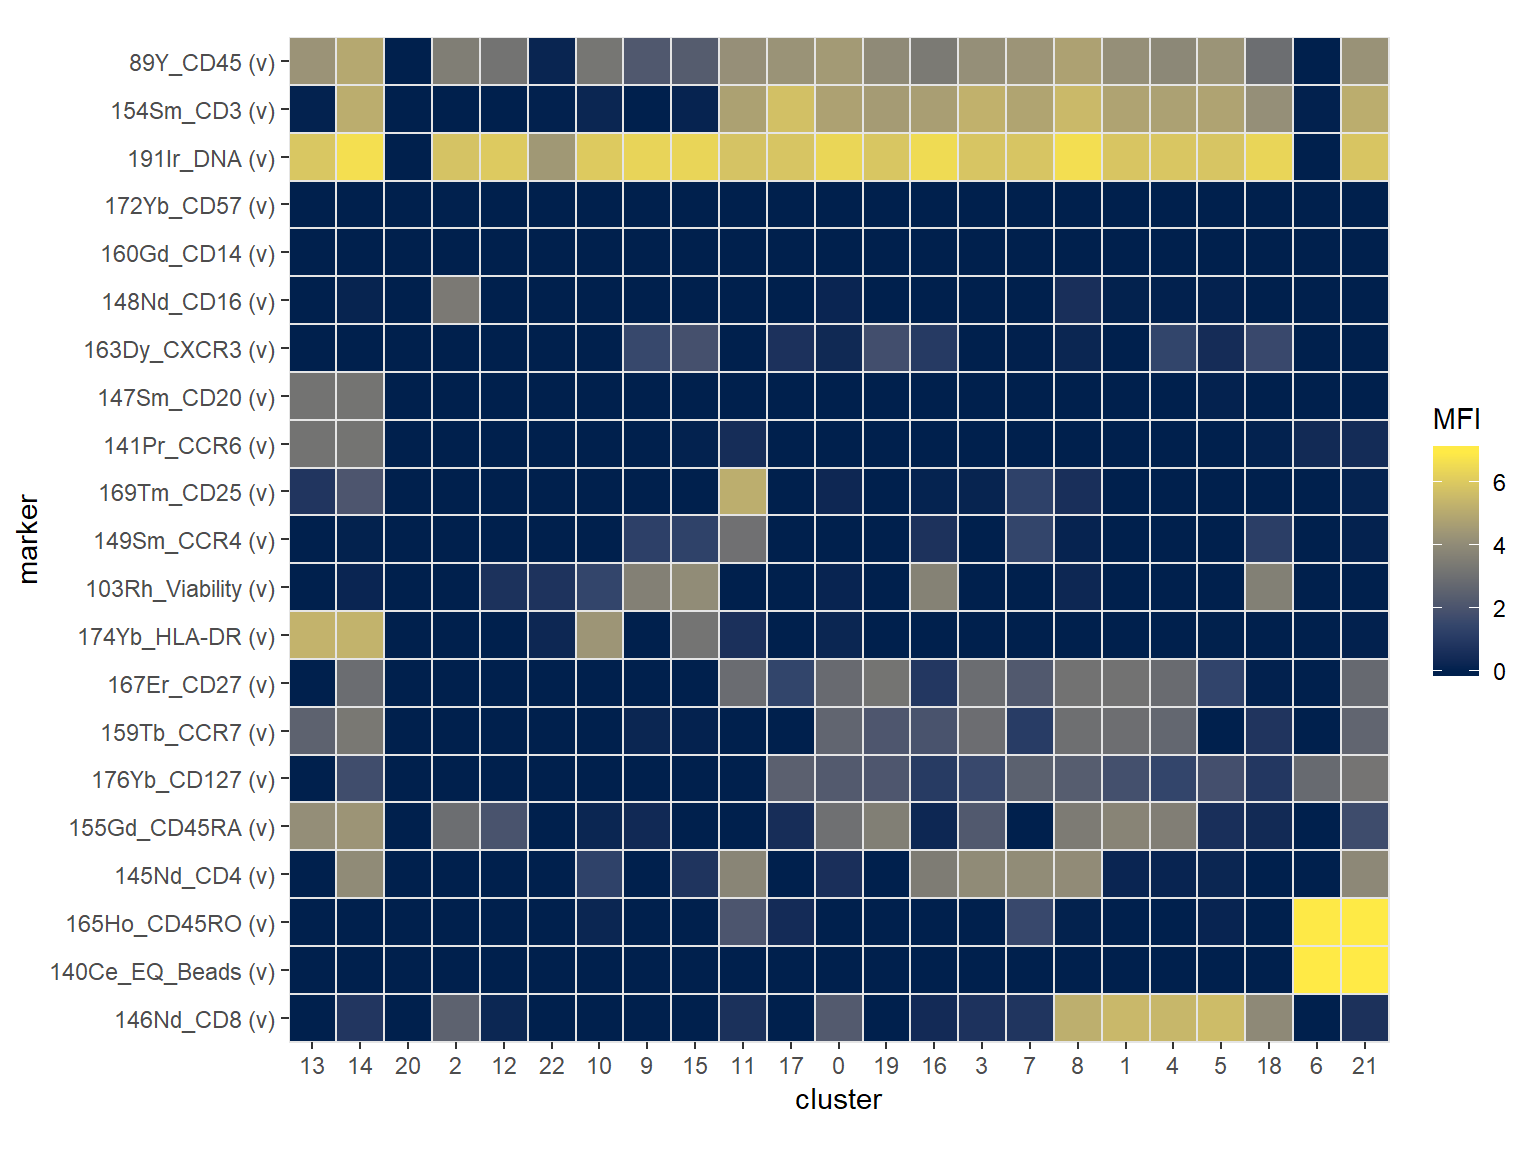 89Y_CD45 (v)
154Sm_CD3 (v)
191Ir_DNA (v)
172Yb_CD57 (v)
160Gd_CD14 (v)
148Nd_CD16 (v)
163Dy_CXCR3 (v)
147Sm_CD20 (v)
141Pr_CCR6 (v)
169Tm_CD25 (v)
149Sm_CCR4 (v)
103Rh_Viability (v)
174Yb_HLA-DR (v)
167Er_CD27 (v)
159Tb_CCR7 (v)
176Yb_CD127 (v)
155Gd_CD45RA (v)
145Nd_CD4 (v)
165Ho_CD45RO (v)
140Ce_EQ_Beads (v)
146Nd_CD8 (v)
marker
13 14 20 2 12 22 10 9 15 11 17 0 19 16 3 7 8 1 4 5 18 6 21
cluster
MFI
6
4
2
0